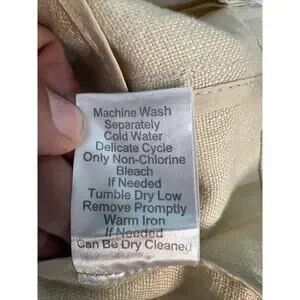 Machine Wash
Separately
Cold Water
Delicate Cycle
Only Non-Chlorine
Bleach
If Needed
Tumble Dry Low
Remove Promptly
Warm Iron
If Needed
Can Be Dry Cleaned